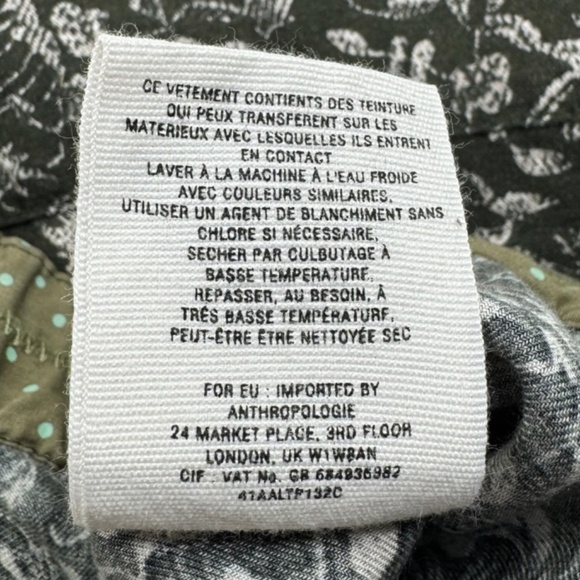 CE VETEMENT CONTIENTS DES TEINTURE
QUI PEUX TRANSFERENT SUR LES
MATERIEUX AVEC LESQUELLES ILS ENTRENT
EN CONTACT
LAVER À LA MACHINE À L'EAU FROIDE
AVEC COULEURS SIMILAIRES,
UTILISER UN AGENT DE BLANCHIMENT SANS
CHLORE SI NÉCESSAIRE,
SECHER PAR CULBUTAGE À
BASSE TEMPERATURE,
REPASSER, AU BESOIN, À
TRÉS BASSE TEMPÉRATURE,
PEUT-ÊTRE ÊTRE NETTOYÉE SEC
FOR EU : IMPORTED BY
ANTHROPOLOGIE
24 MARKET PLACE, 3RD FLOOR
LONDON, UK W1W8AN
CIF : VAT No. GB 684936982